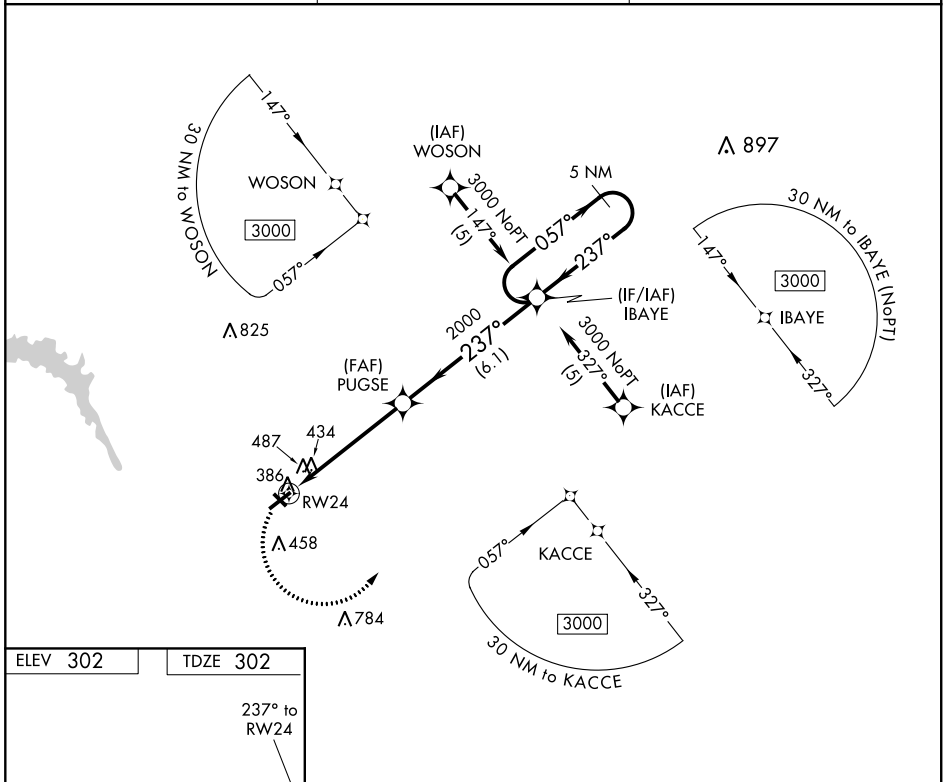 (IAF)
WOSON
897
147°
30 NM to WOSON
WOSON
3000
057°
3000 NoPT
147°
(5)
5 NM
057°
237°
30 NM to IBAYE (NoPT)
147°
3000
IBAYE
327°
(IF/IAF)
IBAYE
825
2000
237°
(6.1)
3000 NoPT
327°
(5)
(FAF)
PUGSE
(IAF)
KACCE
487
434
386
RW24
458
784
057°
KACCE
327°
3000
30 NM to KACCE
ELEV 302
TDZE 302
237° to
RW24